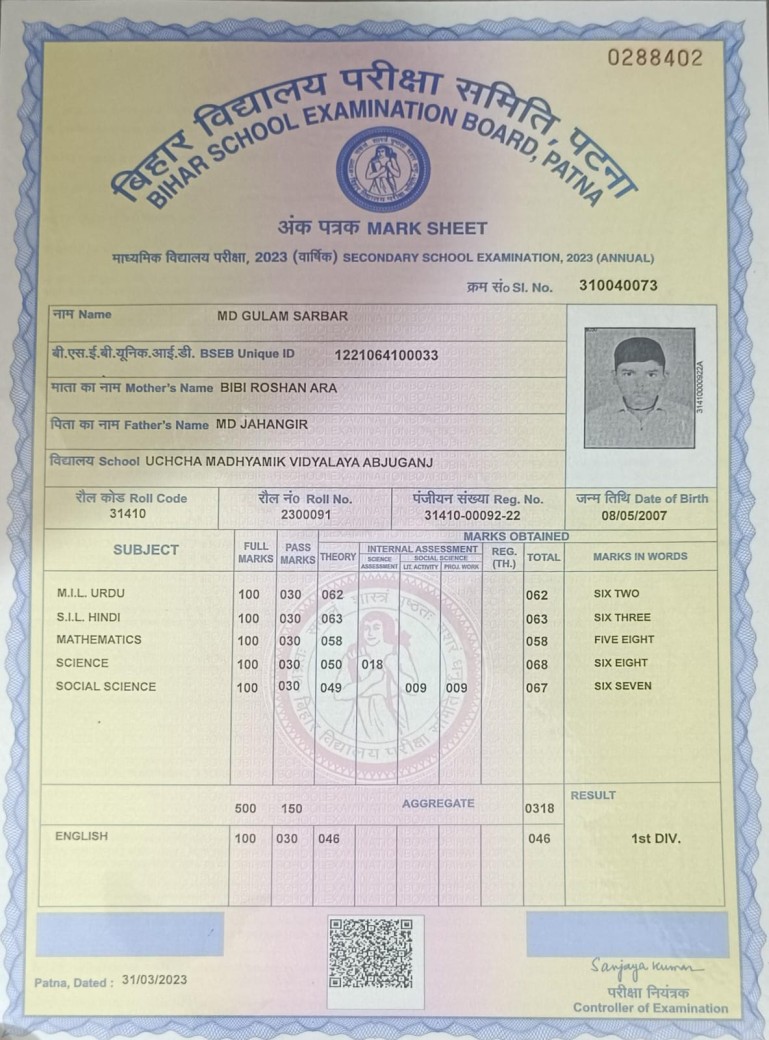 0288402
बिहार विद्यालय परीक्षा समिति, पटना
BIHAR SCHOOL EXAMINATION BOARD, PATNA
अंक पत्रक MARK SHEET
माध्यमिक विद्यालय परीक्षा, 2023 (वार्षिक) SECONDARY SCHOOL EXAMINATION, 2023 (ANNUAL)
क्रम सं० Sl. No. 310040073
नाम Name MD GULAM SARBAR
बी.एस.ई.बी.यूनिक.आई.डी. BSEB Unique ID 1221064100033
माता का नाम Mother's Name BIBI ROSHAN ARA
पिता का नाम Father's Name MD JAHANGIR
विद्यालय School UCHCHA MADHYAMIK VIDYALAYA ABJUGANJ
31410000922A
रौल कोड Roll Code रौल नं० Roll No. पंजीयन संख्या Reg. No. जन्म तिथि Date of Birth
31410 2300091 31410-00092-22 08/05/2007
SUBJECT FULL MARKS PASS MARKS MARKS OBTAINED
THEORY INTERNAL ASSESSMENT REG. (TH.) TOTAL MARKS IN WORDS
SCIENCE ASSESSMENT SOCIAL SCIENCE
LIT. ACTIVITY PROJ. WORK
M.I.L. URDU 100 030 062 062 SIX TWO
S.I.L. HINDI 100 030 063 063 SIX THREE
MATHEMATICS 100 030 058 058 FIVE EIGHT
SCIENCE 100 030 050 018 068 SIX EIGHT
SOCIAL SCIENCE 100 030 049 009 009 067 SIX SEVEN
बिहार विद्यालय परीक्षा समिति
500 150 AGGREGATE 0318 RESULT
ENGLISH 100 030 046 046 1st DIV.
Patna, Dated : 31/03/2023
Sanjaya Kumar
परीक्षा नियंत्रक
Controller of Examination